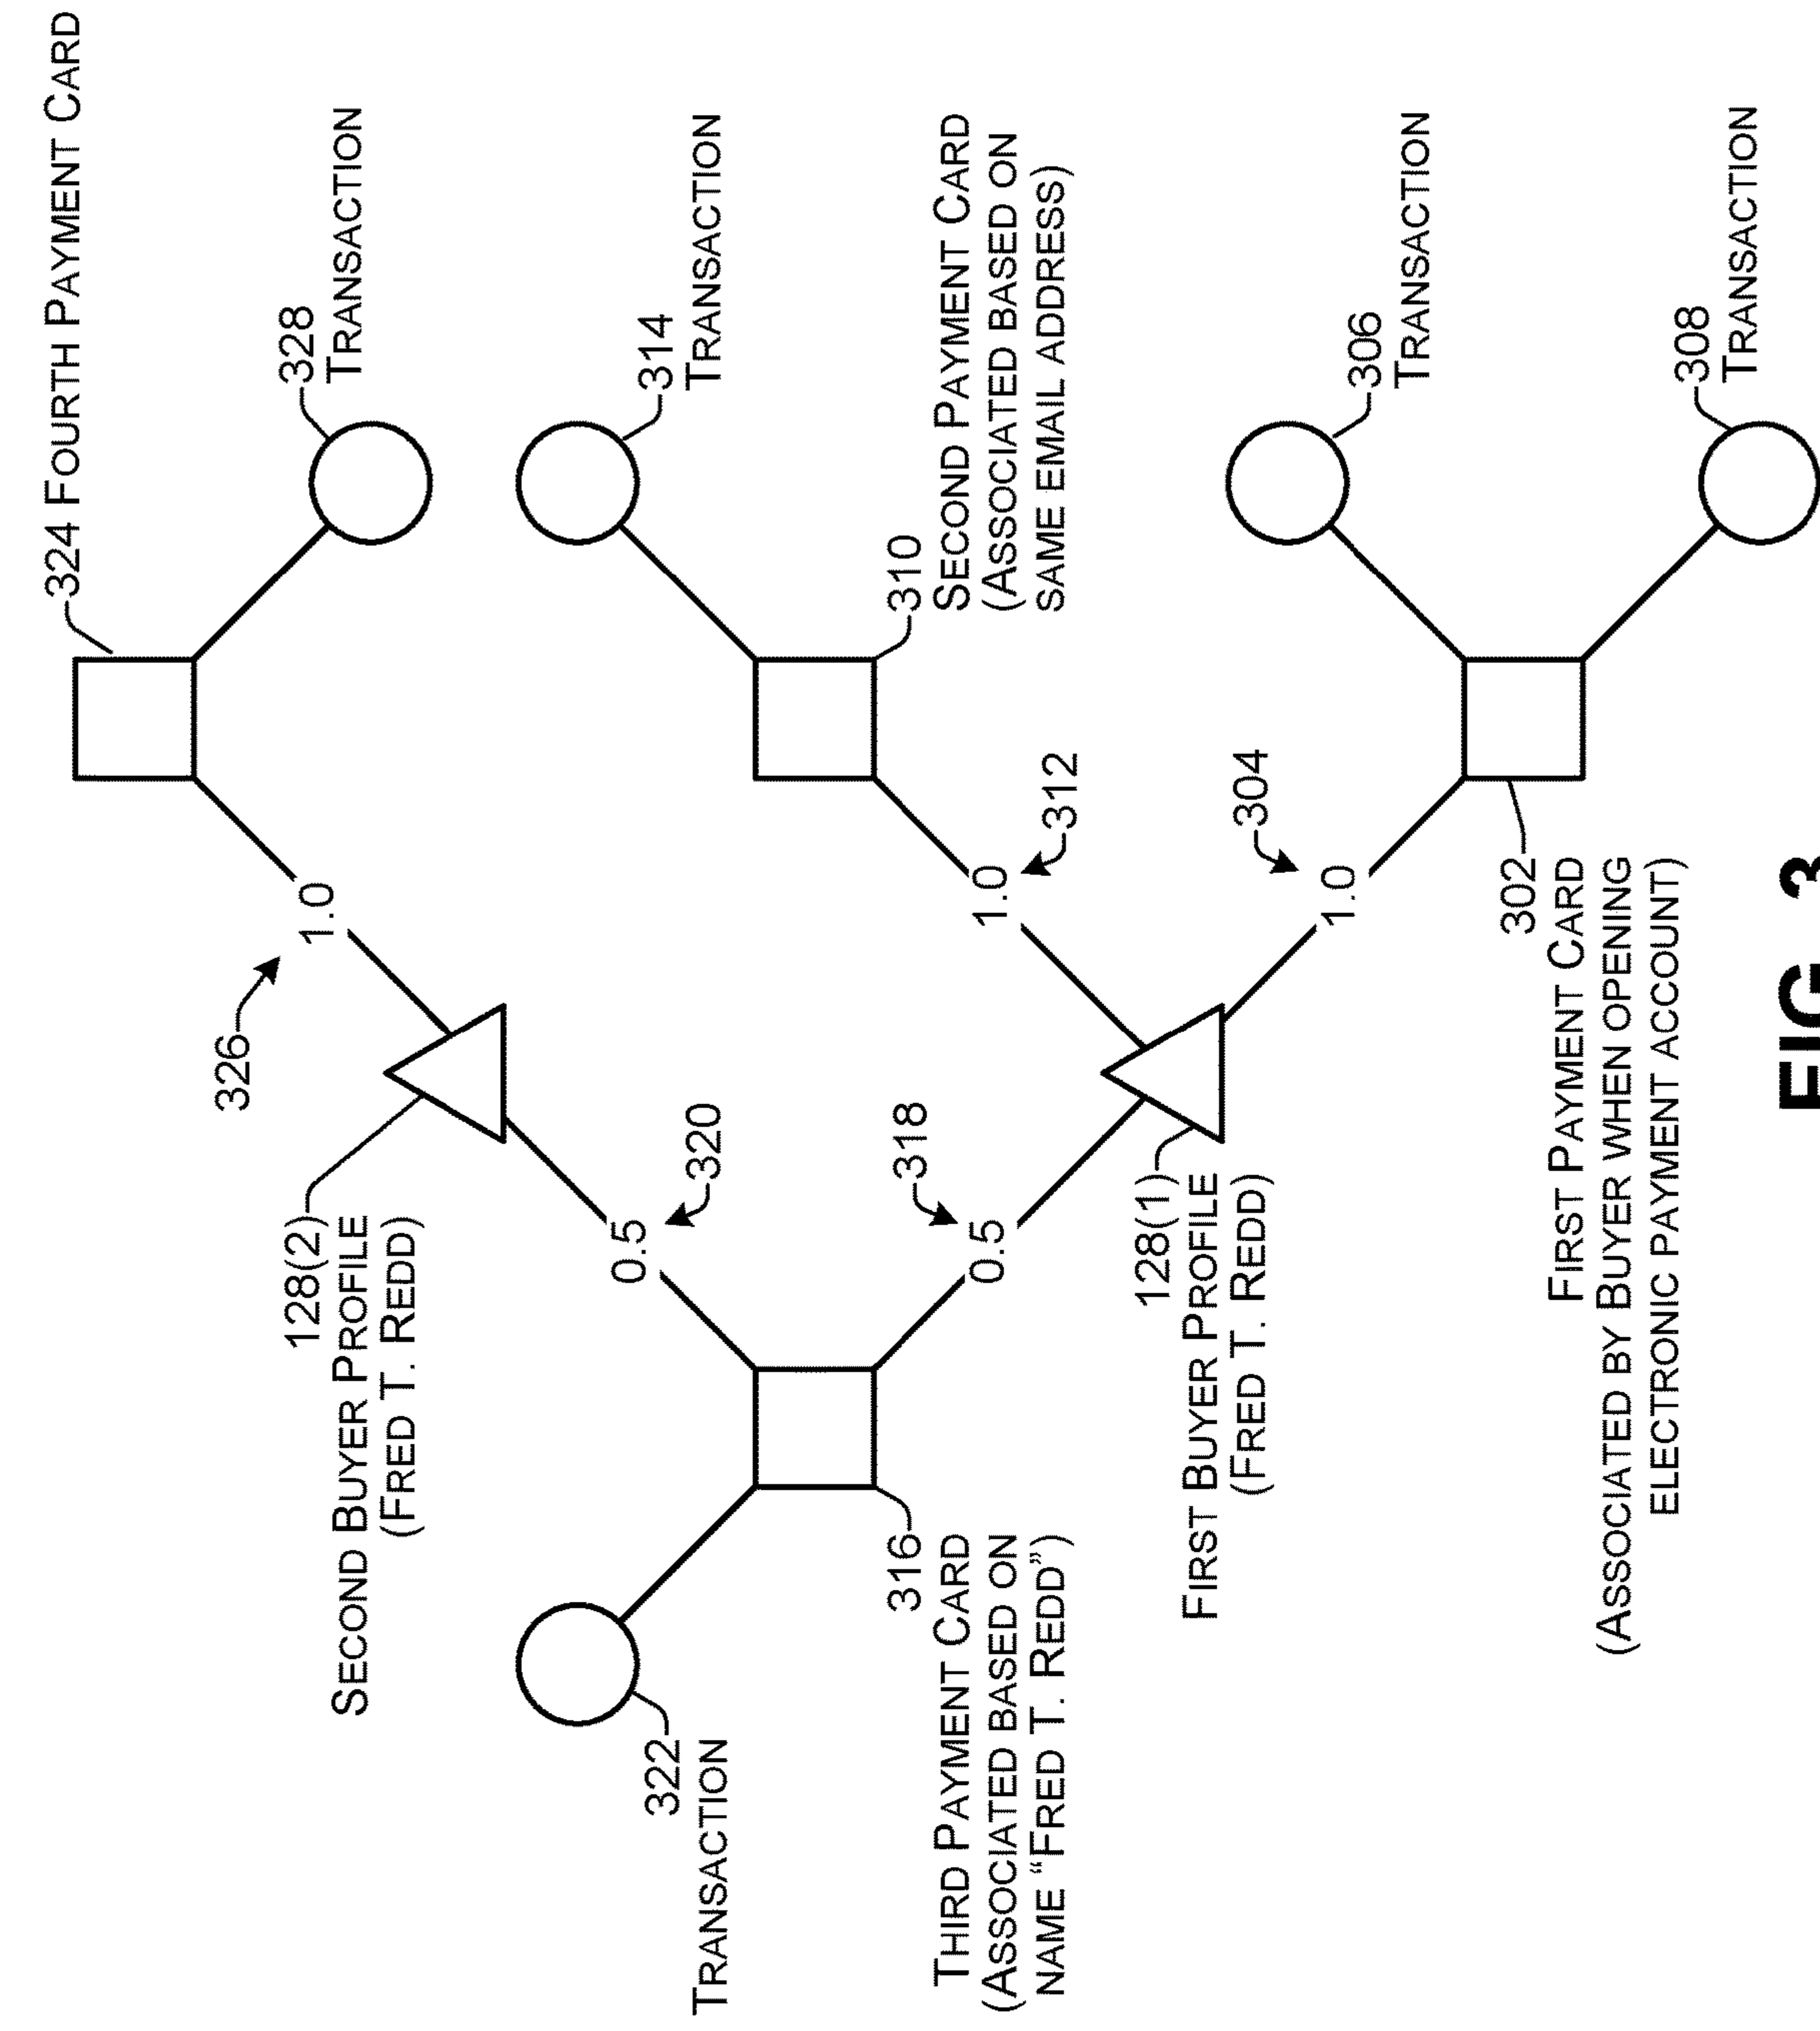 324 FOURTH PAYMENT CARD
326
1.0
328
TRANSACTION
128(2)
SECOND BUYER PROFILE
(FRED T. REDD)
314
TRANSACTION
0.5
320
322
TRANSACTION
310
SECOND PAYMENT CARD
(ASSOCIATED BASED ON
SAME EMAIL ADDRESS)
1.0
312
316
THIRD PAYMENT CARD
(ASSOCIATED BASED ON
NAME “FRED T. REDD”)
0.5
318
128(1)
FIRST BUYER PROFILE
(FRED T. REDD)
304
1.0
306
TRANSACTION
302
FIRST PAYMENT CARD
(ASSOCIATED BY BUYER WHEN OPENING
ELECTRONIC PAYMENT ACCOUNT)
308
TRANSACTION
FIG. 3